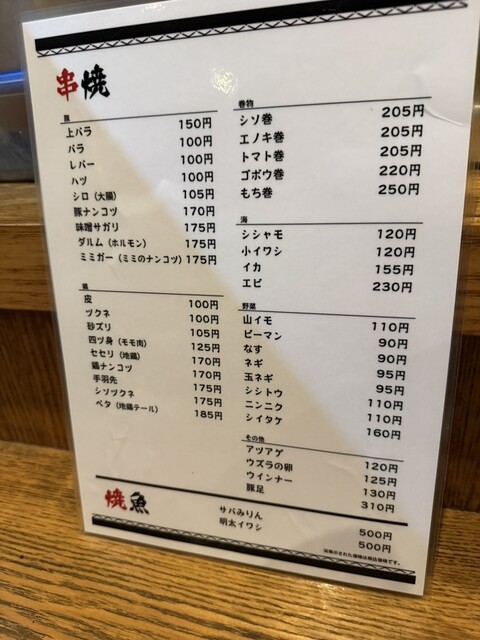 串焼
豚
上バラ 150円
バラ 100円
レバー 100円
ハツ 100円
シロ（大腸） 105円
豚ナンコツ 170円
味噌サガリ 175円
ダルム（ホルモン） 175円
ミミガー（ミミのナンコツ） 175円
鶏
皮 100円
ツクネ 100円
砂ズリ 105円
四ツ身（モモ肉） 125円
セセリ（地鶏） 170円
鶏ナンコツ 170円
手羽先 175円
シソヅクネ 175円
ペタ（地鶏テール） 185円
巻物
シソ巻 205円
エノキ巻 205円
トマト巻 205円
ゴボウ巻 220円
もち巻 250円
海
シシャモ 120円
小イワシ 120円
イカ 155円
エビ 230円
野菜
山イモ 110円
ピーマン 90円
なす 90円
ネギ 95円
玉ネギ 95円
シシトウ 110円
ニンニク 110円
シイタケ 160円
その他
アツアゲ 120円
ウズラの卵 125円
ウインナー 130円
豚足 310円
焼魚
サバみりん 500円
明太イワシ 500円